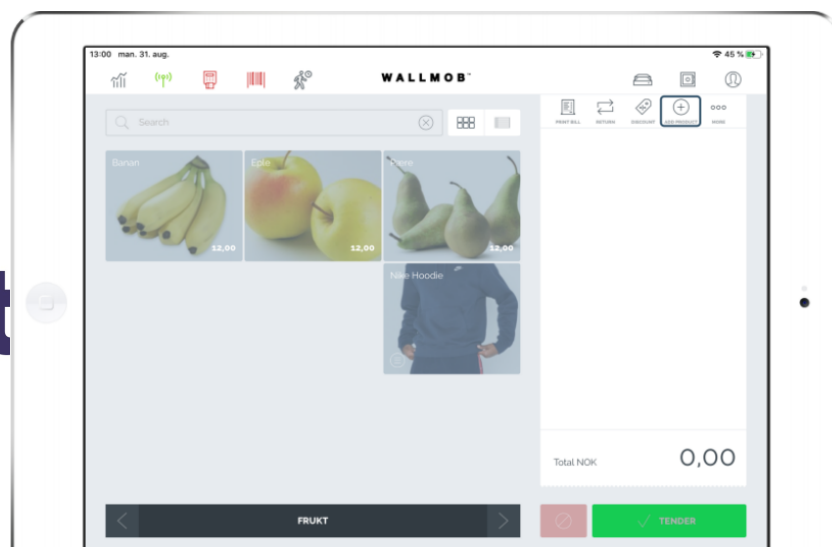 13:00 man. 31. aug.
45 %
WALLMOB™
Search
PRINT BILL RETURN DISCOUNT ADD PRODUCT MORE
Banan Eple Pære
12,00 12,00 12,00
Nike Hoodie
Total NOK 0,00
FRUKT
TENDER
t